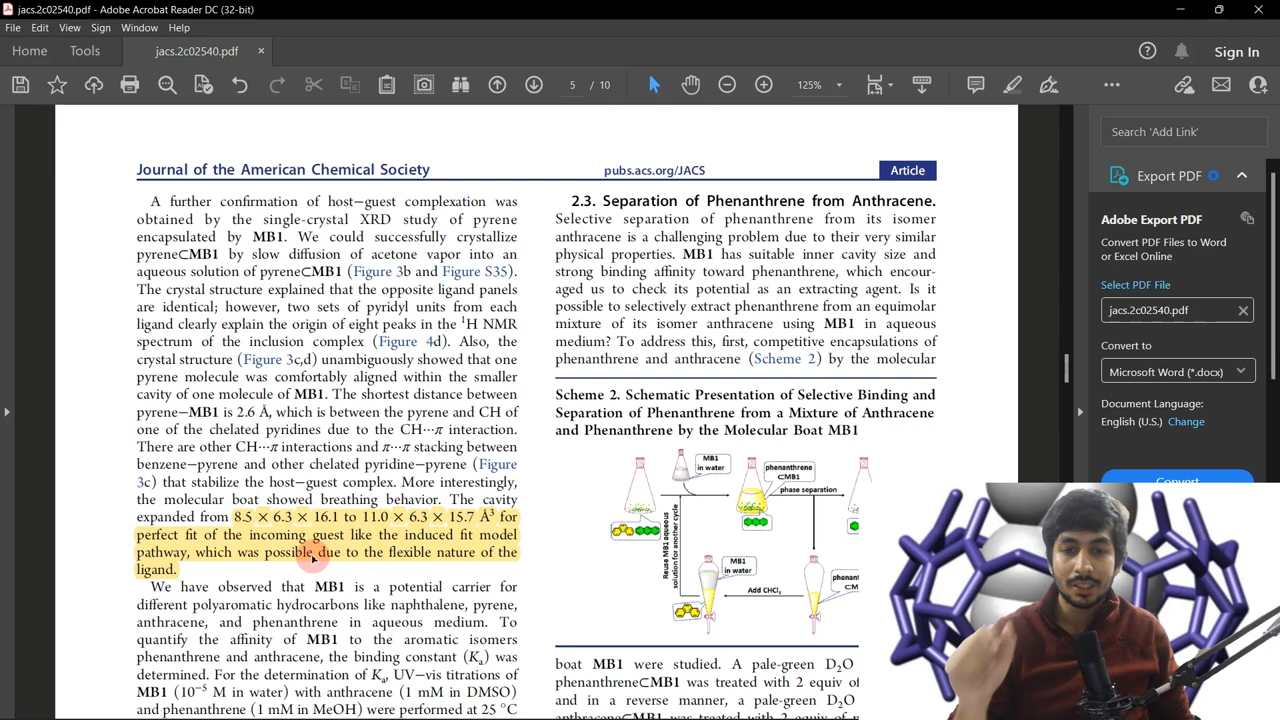 jacs.2c02540.pdf - Adobe Acrobat Reader DC (32-bit)
File Edit View Sign Window Help
Home Tools jacs.2c02540.pdf × Sign In
5 / 10 125%
Search 'Add Link'
Export PDF
Adobe Export PDF
Convert PDF Files to Word
or Excel Online
Select PDF File
jacs.2c02540.pdf
Convert to
Microsoft Word (*.docx)
Document Language:
English (U.S.) Change
Convert
Journal of the American Chemical Society pubs.acs.org/JACS Article
A further confirmation of host−guest complexation was
obtained by the single-crystal XRD study of pyrene
encapsulated by MB1. We could successfully crystallize
pyrene⊂MB1 by slow diffusion of acetone vapor into an
aqueous solution of pyrene⊂MB1 (Figure 3b and Figure S35).
The crystal structure explained that the opposite ligand panels
are identical; however, two sets of pyridyl units from each
ligand clearly explain the origin of eight peaks in the ¹H NMR
spectrum of the inclusion complex (Figure 4d). Also, the
crystal structure (Figure 3c,d) unambiguously showed that one
pyrene molecule was comfortably aligned within the smaller
cavity of one molecule of MB1. The shortest distance between
pyrene−MB1 is 2.6 Å, which is between the pyrene and CH of
one of the chelated pyridines due to the CH···π interaction.
There are other CH···π interactions and π···π stacking between
benzene−pyrene and other chelated pyridine−pyrene (Figure
3c) that stabilize the host−guest complex. More interestingly,
the molecular boat showed breathing behavior. The cavity
expanded from 8.5 × 6.3 × 16.1 to 11.0 × 6.3 × 15.7 Å³ for
perfect fit of the incoming guest like the induced fit model
pathway, which was possible due to the flexible nature of the
ligand.
We have observed that MB1 is a potential carrier for
different polyaromatic hydrocarbons like naphthalene, pyrene,
anthracene, and phenanthrene in aqueous medium. To
quantify the affinity of MB1 to the aromatic isomers
phenanthrene and anthracene, the binding constant (Kₐ) was
determined. For the determination of Kₐ, UV−vis titrations of
MB1 (10⁻⁵ M in water) with anthracene (1 mM in DMSO)
and phenanthrene (1 mM in MeOH) were performed at 25 °C
2.3. Separation of Phenanthrene from Anthracene.
Selective separation of phenanthrene from its isomer
anthracene is a challenging problem due to their very similar
physical properties. MB1 has suitable inner cavity size and
strong binding affinity toward phenanthrene, which encour-
aged us to check its potential as an extracting agent. Is it
possible to selectively extract phenanthrene from an equimolar
mixture of its isomer anthracene using MB1 in aqueous
medium? To address this, first, competitive encapsulations of
phenanthrene and anthracene (Scheme 2) by the molecular
Scheme 2. Schematic Presentation of Selective Binding and
Separation of Phenanthrene from a Mixture of Anthracene
and Phenanthrene by the Molecular Boat MB1
MB1
in water
phenanthrene
⊂MB1
phase separation
Reuse MB1 aqueous
solution for another cycle
MB1
in water
Add CHCl₃
boat MB1 were studied. A pale-green D₂O
phenanthrene⊂MB1 was treated with 2 equiv of
and in a reverse manner, a pale-green D₂O
anthracene⊂MB1 was treated with 2 equiv of